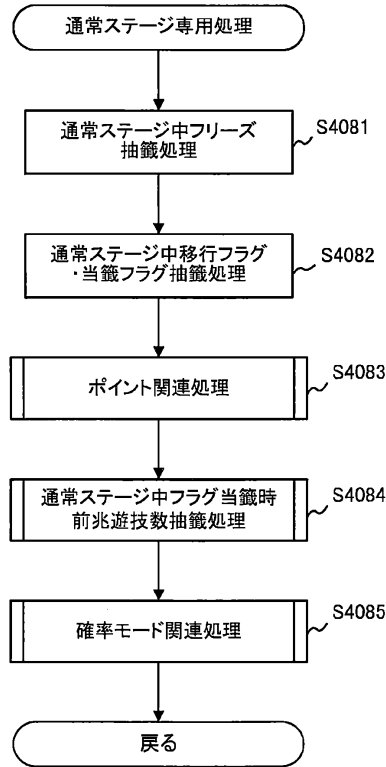 通常ステージ専用処理
通常ステージ中フリーズ
抽籤処理
S4081
通常ステージ中移行フラグ
・当籤フラグ抽籤処理
S4082
ポイント関連処理
S4083
通常ステージ中フラグ当籤時
前兆遊技数抽籤処理
S4084
確率モード関連処理
S4085
戻る